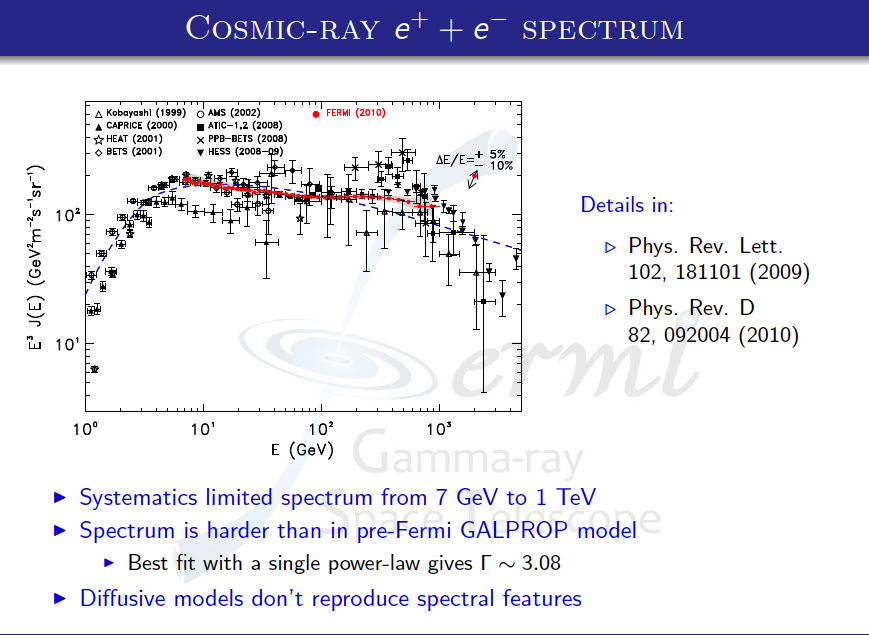 Cosmic-ray e⁺ + e⁻ spectrum
△ Kobayashi (1999) ○ AMS (2002) ● FERMI (2010)
▲ CAPRICE (2000) ■ ATIC-1,2 (2008)
☆ HEAT (2001) × PPB-BETS (2008)
◇ BETS (2001) ▼ HESS (2008-09)
ΔE/E= + 5%
− 10%
E³ J(E) (GeV²m⁻²s⁻¹sr⁻¹)
10²
10¹
10⁰ 10¹ 10² 10³
E (GeV)
Details in:
▷ Phys. Rev. Lett.
102, 181101 (2009)
▷ Phys. Rev. D
82, 092004 (2010)
erml
Gamma-ray
Space Telescope
▶ Systematics limited spectrum from 7 GeV to 1 TeV
▶ Spectrum is harder than in pre-Fermi GALPROP model
▶ Best fit with a single power-law gives Γ ∼ 3.08
▶ Diffusive models don't reproduce spectral features